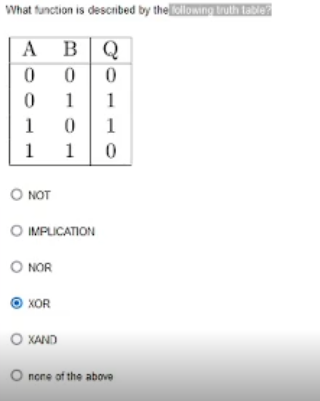 What function is described by the following truth table?
A B Q
0 0 0
0 1 1
1 0 1
1 1 0
NOT
IMPLICATION
NOR
XOR
XAND
none of the above